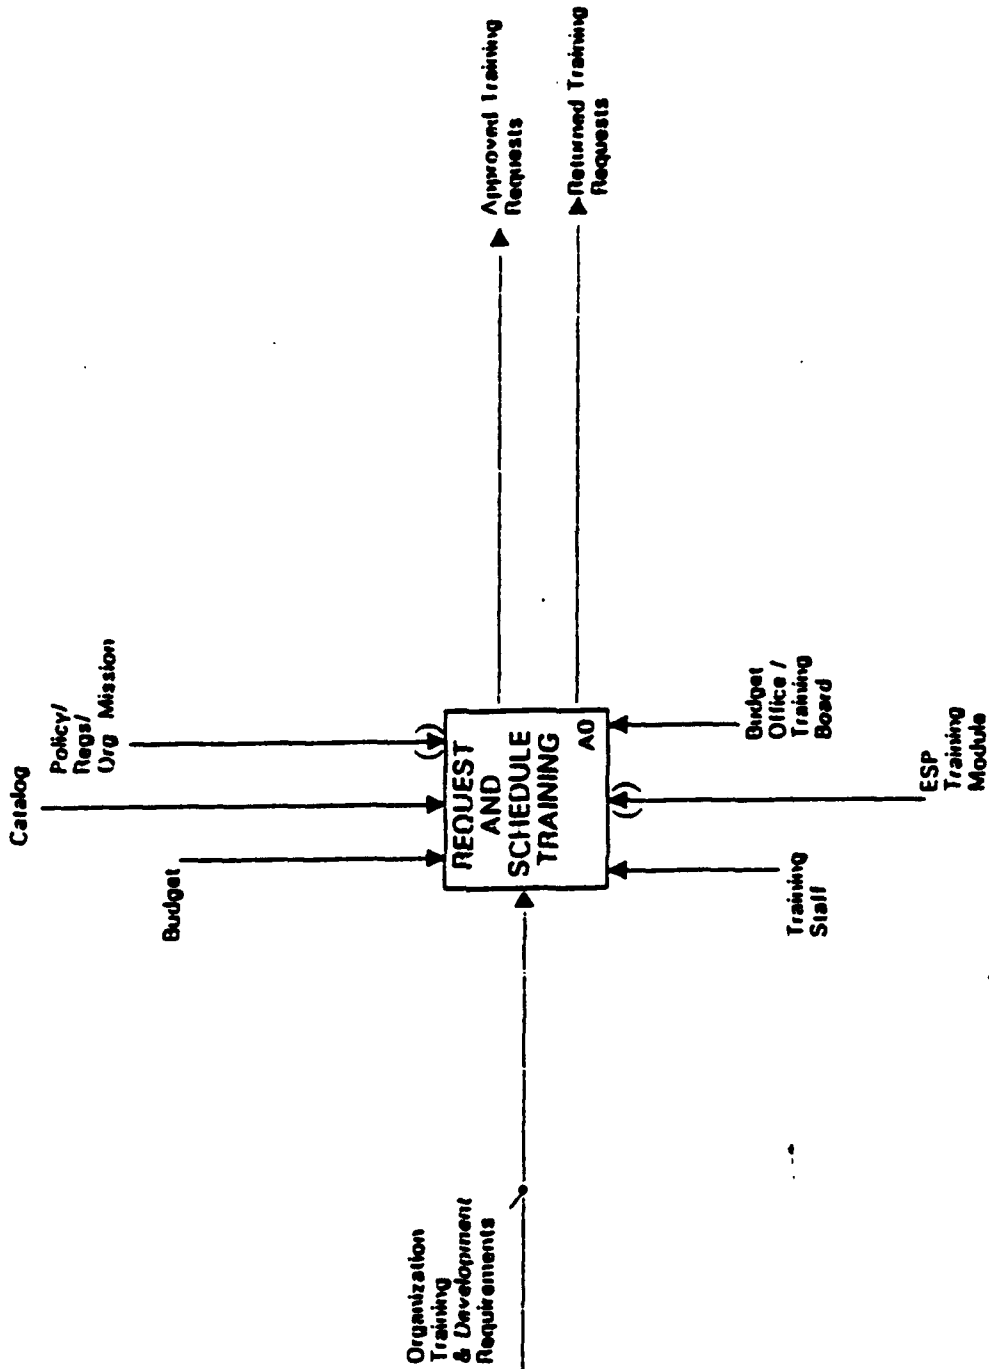 Catalog
Policy/
Regs/
Org Mission
Budget
Organization
Training
& Development
Requirements
REQUEST
AND
SCHEDULE
TRAINING
A0
Approved Training
Requests
Returned Training
Requests
Training
Staff
Budget
Office /
Training
Board
ESP
Training
Module